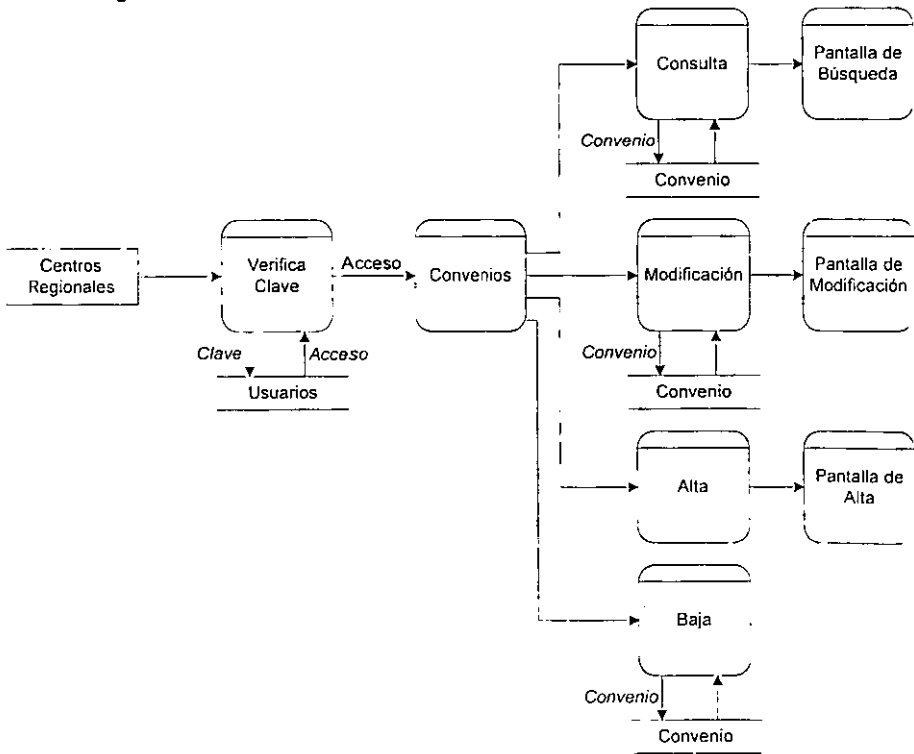 Consulta
Pantalla de
Búsqueda
Convenio
Convenio
Centros
Regionales
Verifica
Clave
Acceso
Convenios
Modificación
Pantalla de
Modificación
Clave
Acceso
Usuarios
Convenio
Convenio
Alta
Pantalla de
Alta
Baja
Convenio
Convenio